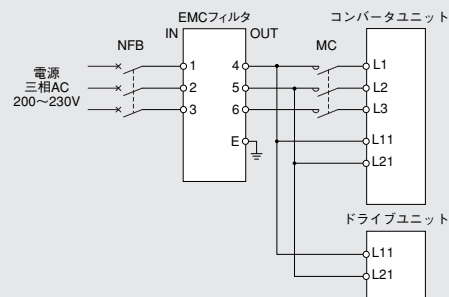 EMCフィルタ
コンバータユニット
IN
OUT
NFB
MC
電源
三相AC
200～230V
1
2
3
4
5
6
E
L1
L2
L3
L11
L21
ドライブユニット
L11
L21